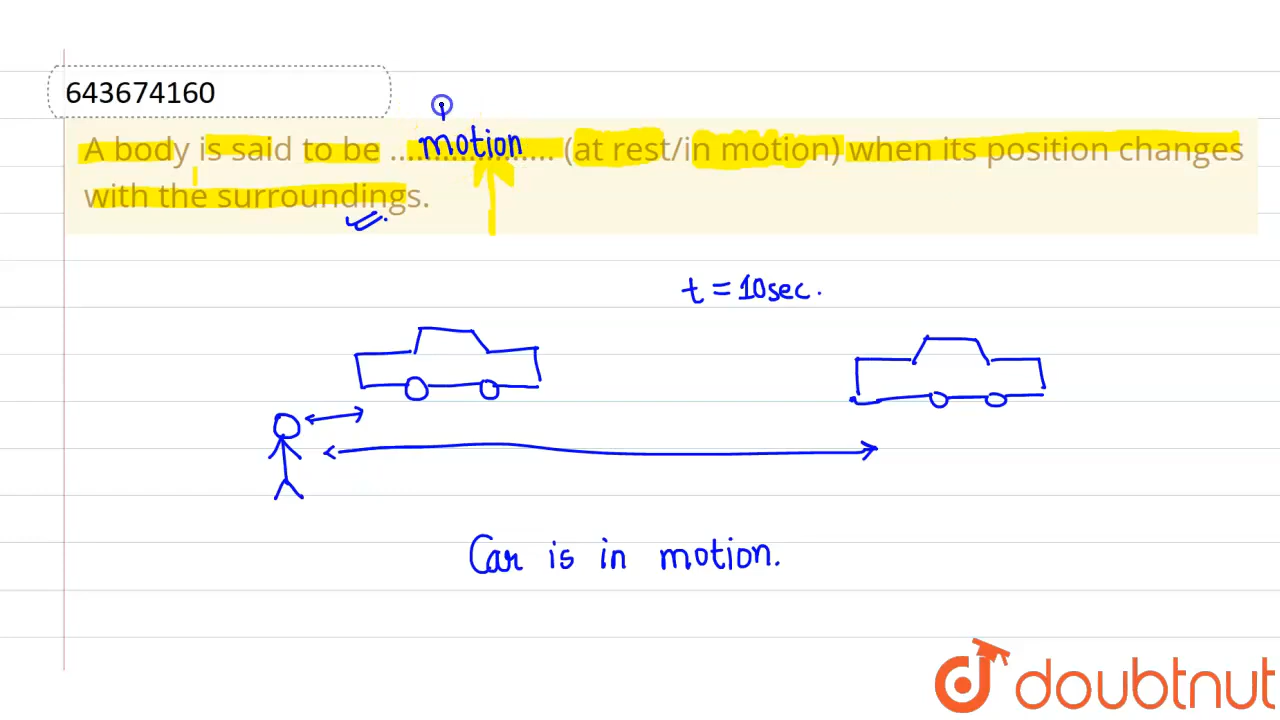 643674160
motion
A body is said to be .................... (at rest/in motion) when its position changes
with the surroundings.
t = 10sec.
Car is in motion.
doubtnut